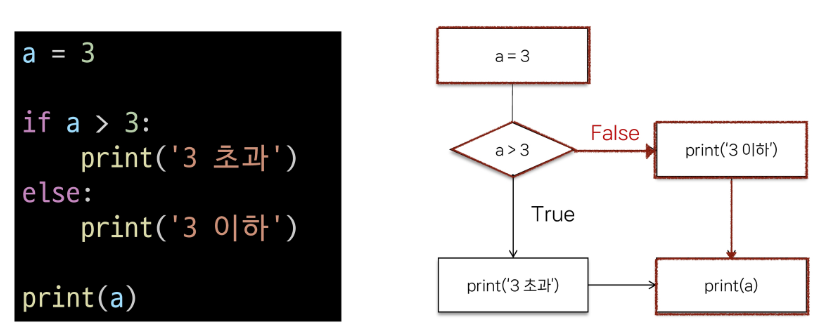 a = 3
if a > 3:
    print('3 초과')
else:
    print('3 이하')
print(a)
a = 3
a > 3
False
print('3 이하')
True
print('3 초과')
print(a)